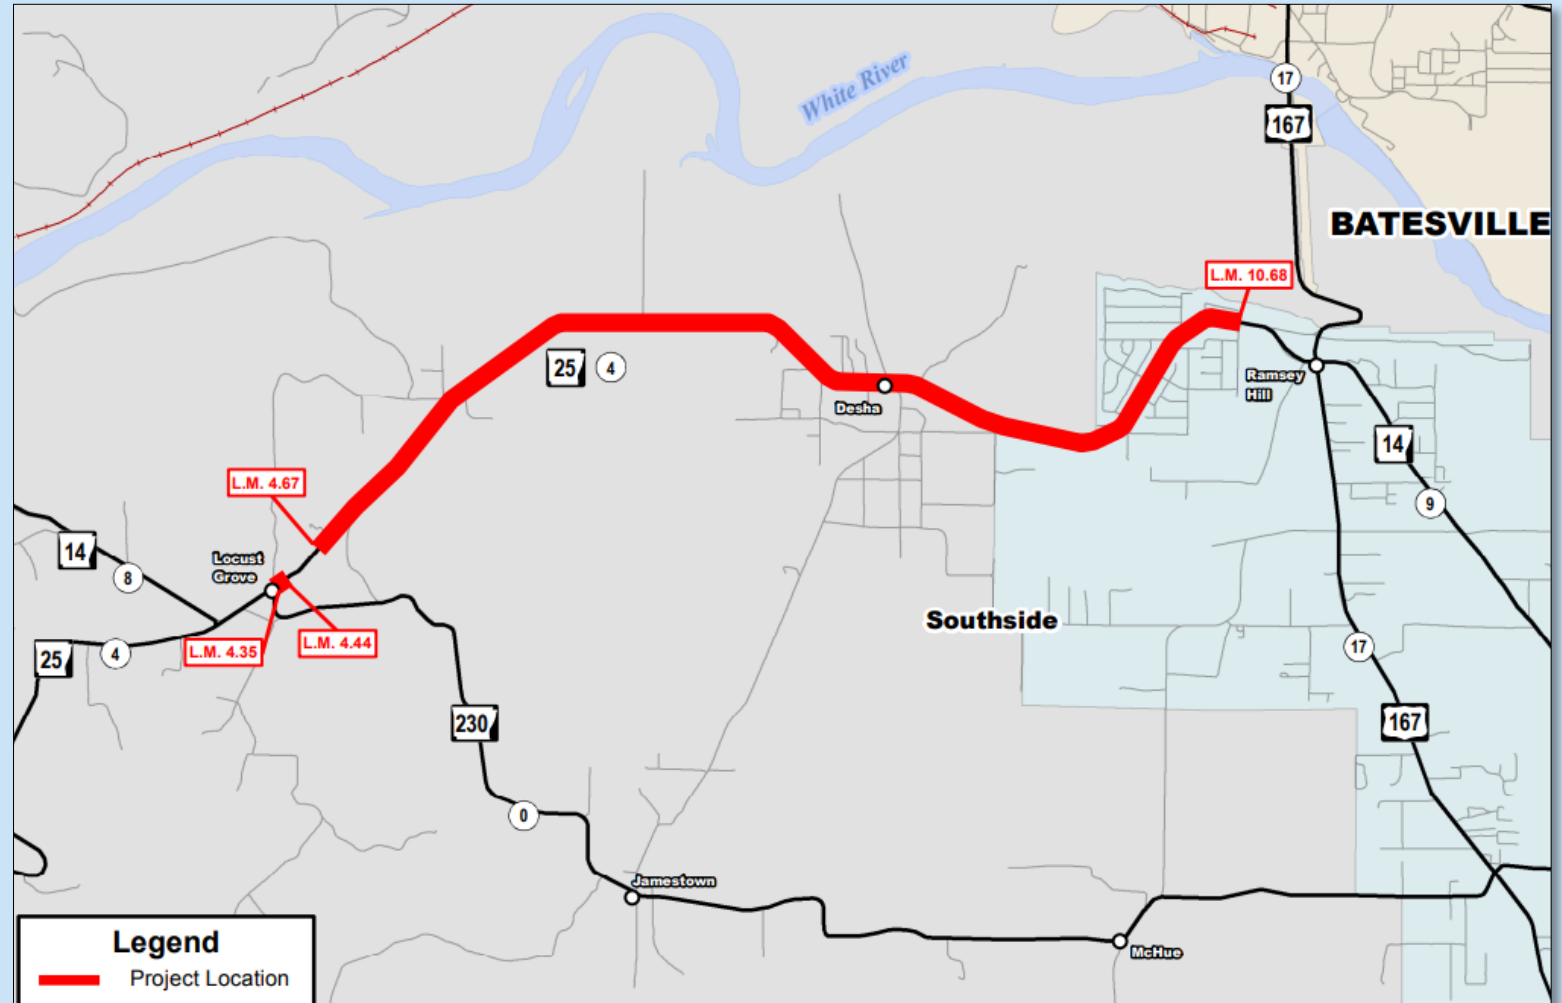 White River
17
167
BATESVILLE
L.M. 10.68
25
4
Ramsey
Hill
Desha
14
L.M. 4.67
9
14
8
Locust
Grove
Southside
L.M. 4.44
L.M. 4.35
25
4
17
230
167
0
Jamestown
McHue
Legend
Project Location